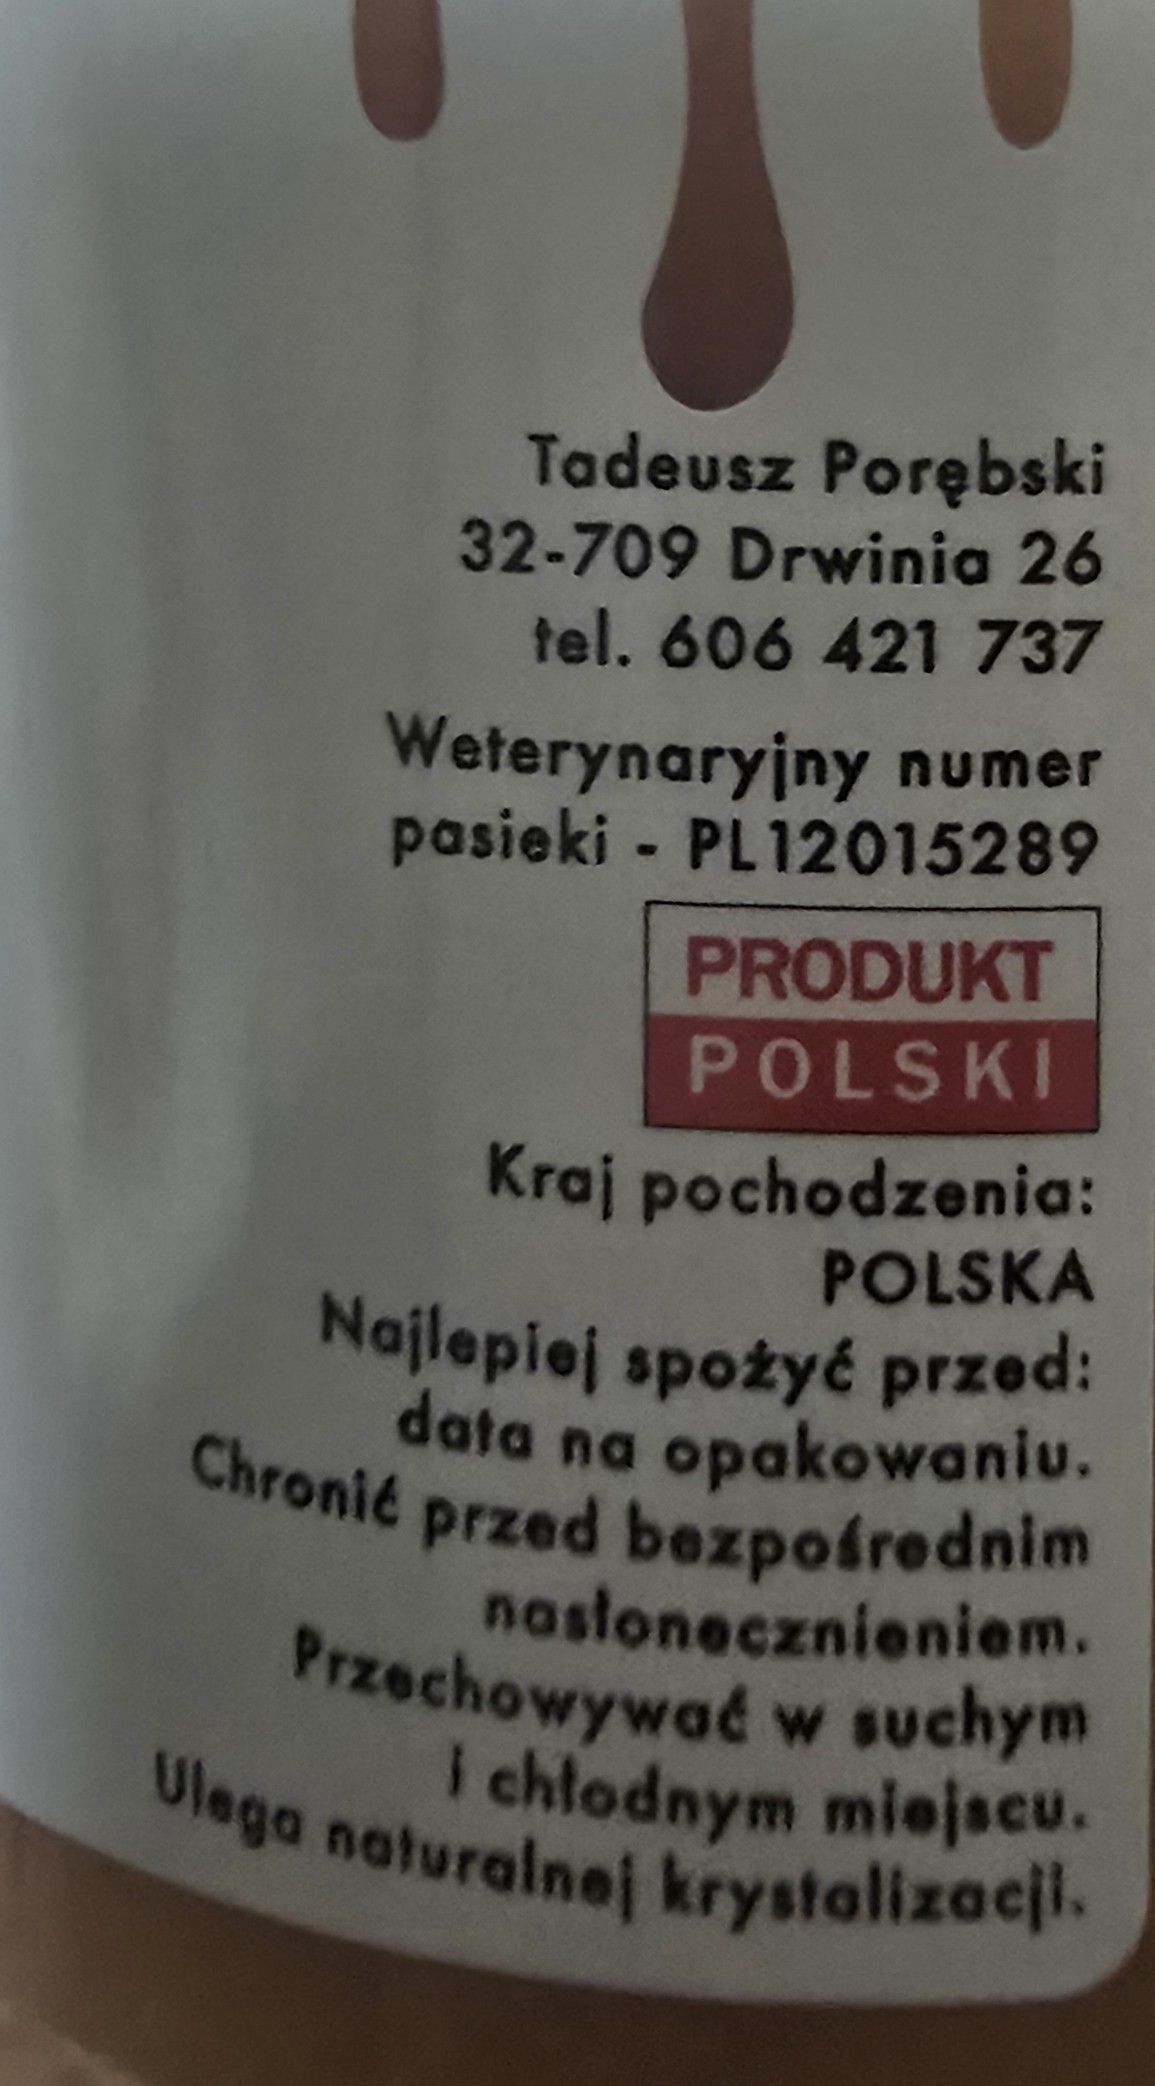 Tadeusz Porębski
32-709 Drwinia 26
tel. 606 421 737
Weterynaryjny numer
pasieki - PL12015289
PRODUKT
POLSKI
Kraj pochodzenia:
POLSKA
Najlepiej spożyć przed:
data na opakowaniu.
Chronić przed bezpośrednim
nasłonecznieniem.
Przechowywać w suchym
i chłodnym miejscu.
Ulega naturalnej krystalizacji.